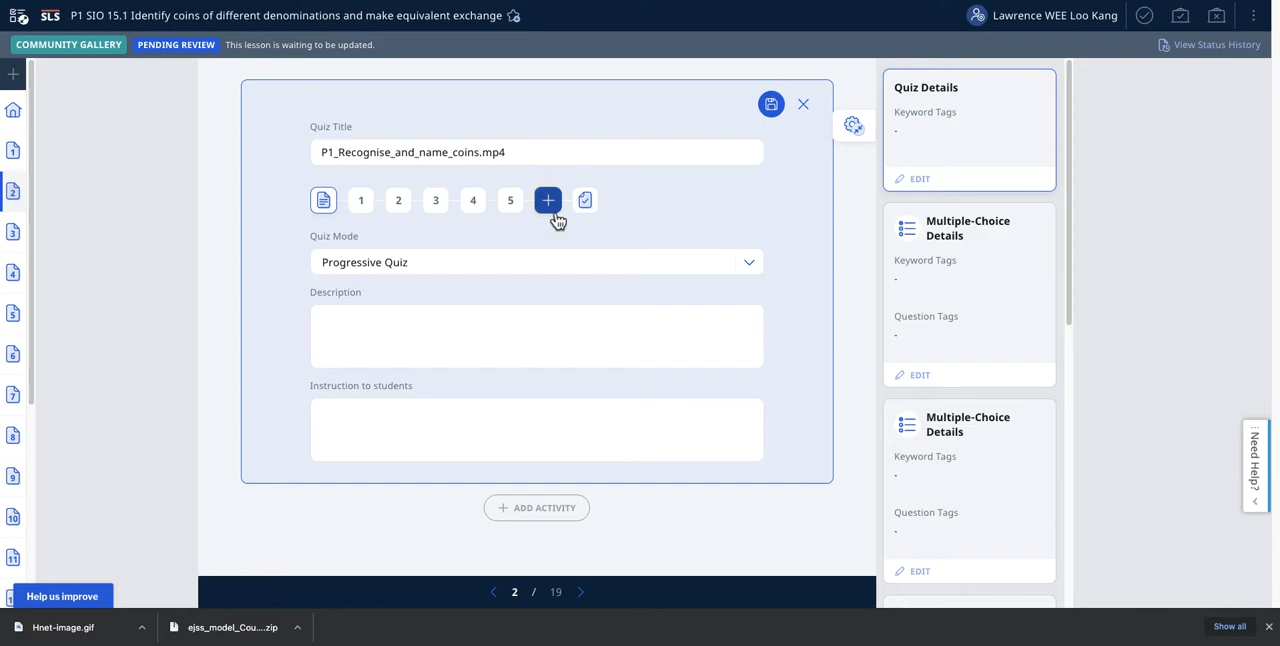 SLS P1 SIO 15.1 Identify coins of different denominations and make equivalent exchange
Lawrence WEE Loo Kang
COMMUNITY GALLERY PENDING REVIEW This lesson is waiting to be updated.
View Status History
Quiz Title
P1_Recognise_and_name_coins.mp4
1 2 3 4 5
Quiz Mode
Progressive Quiz
Description
Instruction to students
ADD ACTIVITY
2 / 19
Quiz Details
Keyword Tags
-
EDIT
Multiple-Choice
Details
Keyword Tags
-
Question Tags
-
EDIT
Multiple-Choice
Details
Keyword Tags
-
Question Tags
-
EDIT
1
2
3
4
5
6
7
8
9
10
11
Need Help?
Help us improve
Hnet-image.gif
ejss_model_Cou....zip
Show all